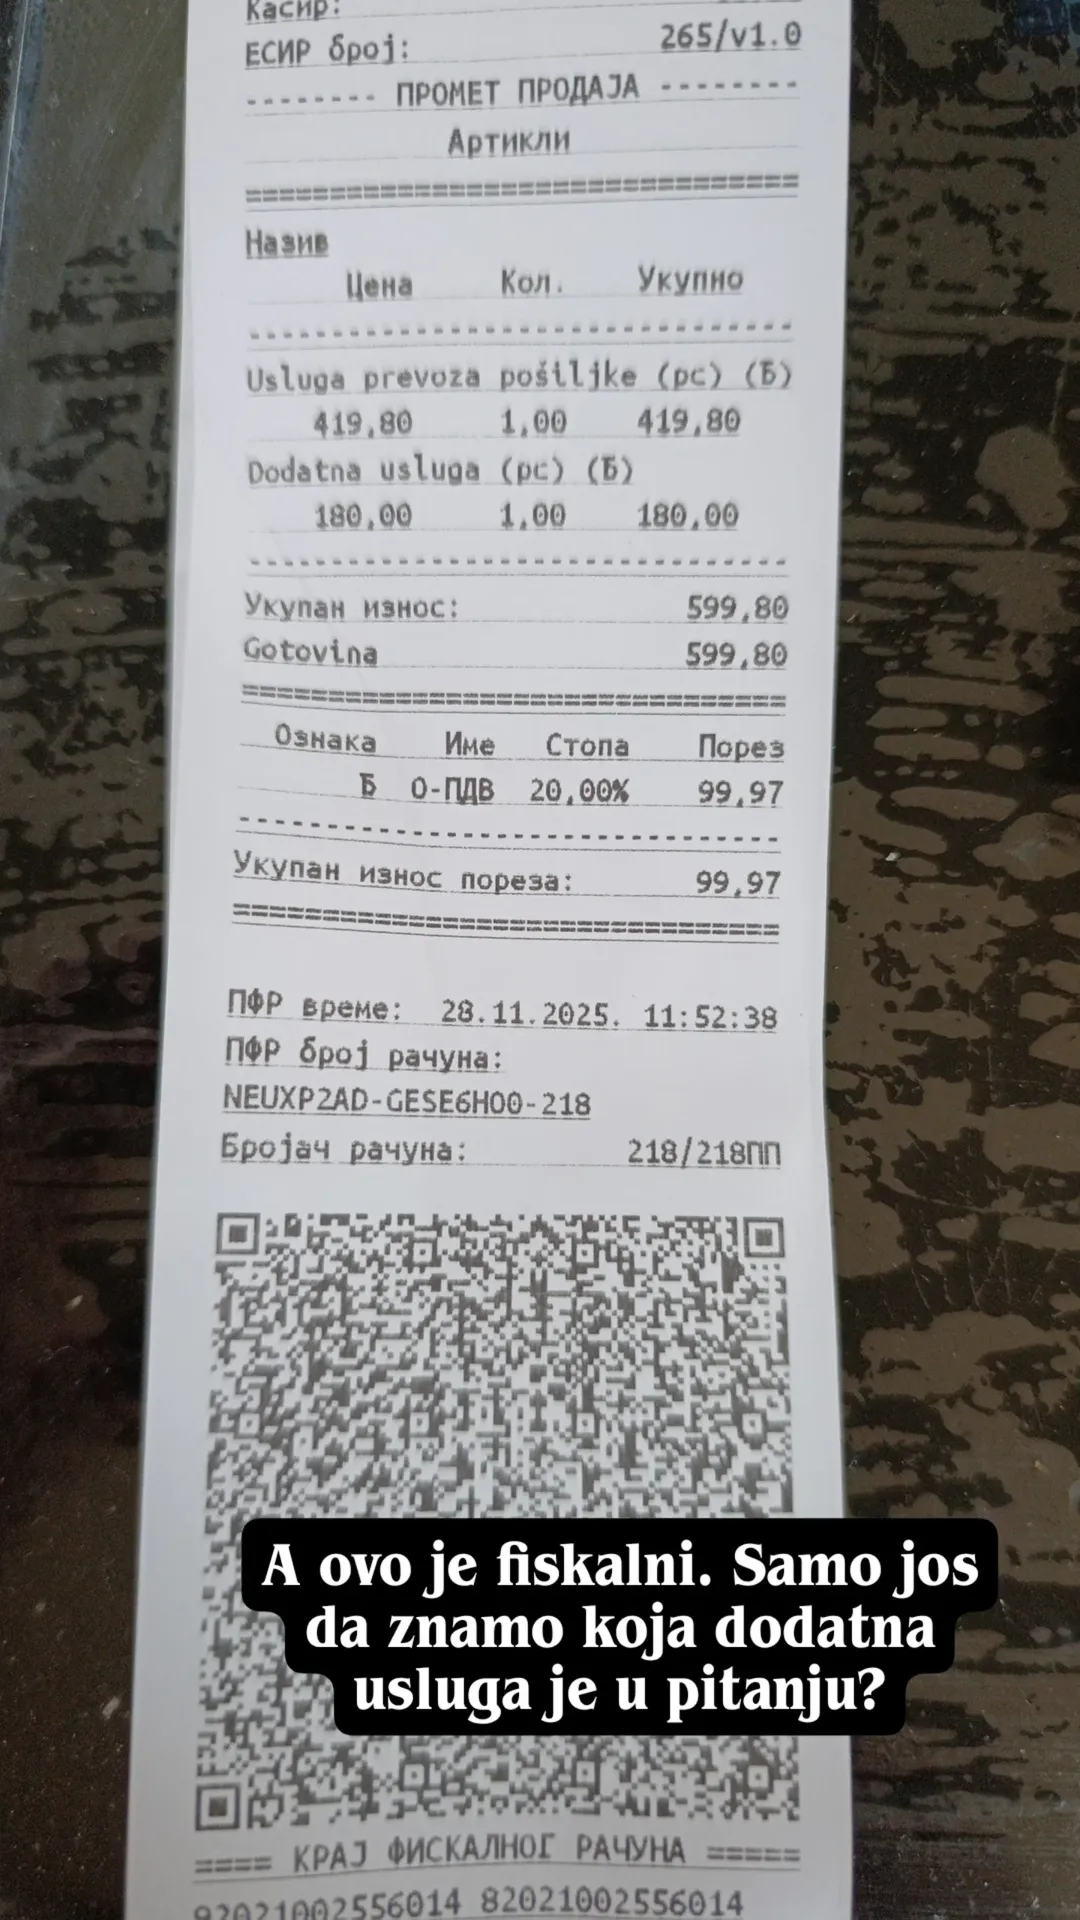 Касир:
ЕСИР број: 265/v1.0
-------- ПРОМЕТ ПРОДАЈА --------
Артикли
================================
Назив
Цена Кол. Укупно
--------------------------------
Usluga prevoza pošiljke (pc) (Б)
419,80 1,00 419,80
Dodatna usluga (pc) (Б)
180,00 1,00 180,00
--------------------------------
Укупан износ: 599,80
Gotovina 599,80
================================
Ознака Име Стопа Порез
Б О-ПДВ 20,00% 99,97
--------------------------------
Укупан износ пореза: 99,97
================================
ПФР време: 28.11.2025. 11:52:38
ПФР број рачуна:
NEUXP2AD-GESE6H00-218
Бројач рачуна: 218/218ПП
A ovo je fiskalni. Samo jos
da znamo koja dodatna
usluga je u pitanju?
==== КРАЈ ФИСКАЛНОГ РАЧУНА =====
82021002556014 82021002556014